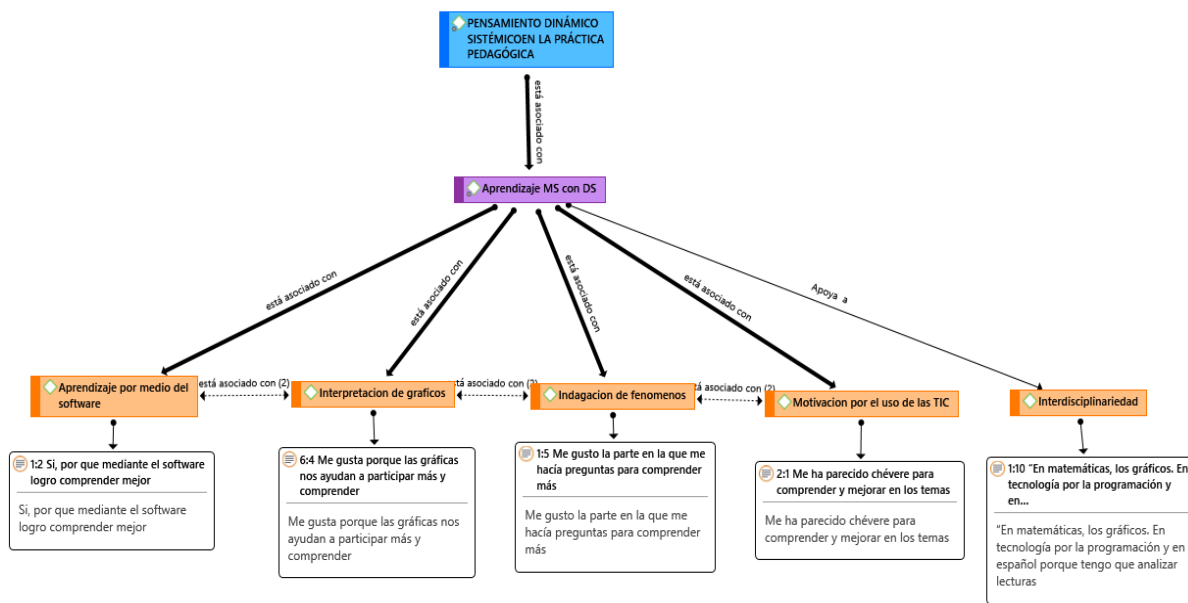 PENSAMIENTO DINÁMICO
SISTÉMICOEN LA PRÁCTICA
PEDAGÓGICA
está asociado con
Aprendizaje MS con DS
está asociado con
está asociado con
está asociado con
está asociado con
Apoya a
Aprendizaje por medio del
software
está asociado con (2)
Interpretacion de graficos
está asociado con (2)
Indagacion de fenomenos
está asociado con (2)
Motivacion por el uso de las TIC
Interdisciplinariedad
1:2 Si, por que mediante el software
logro comprender mejor
Si, por que mediante el software
logro comprender mejor
6:4 Me gusta porque las gráficas
nos ayudan a participar más y
comprender
Me gusta porque las gráficas nos
ayudan a participar más y
comprender
1:5 Me gusto la parte en la que me
hacía preguntas para comprender
más
Me gusto la parte en la que me
hacía preguntas para comprender
más
2:1 Me ha parecido chévere para
comprender y mejorar en los temas
Me ha parecido chévere para
comprender y mejorar en los temas
1:10 “En matemáticas, los gráficos. En
tecnología por la programación y
en...
“En matemáticas, los gráficos. En
tecnología por la programación y en
español porque tengo que analizar
lecturas